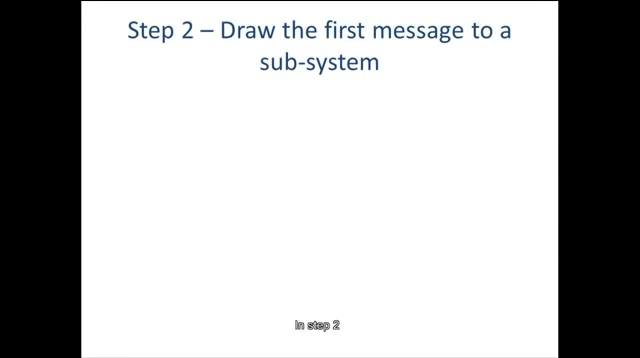 Step 2 – Draw the first message to a
sub-system
In step 2